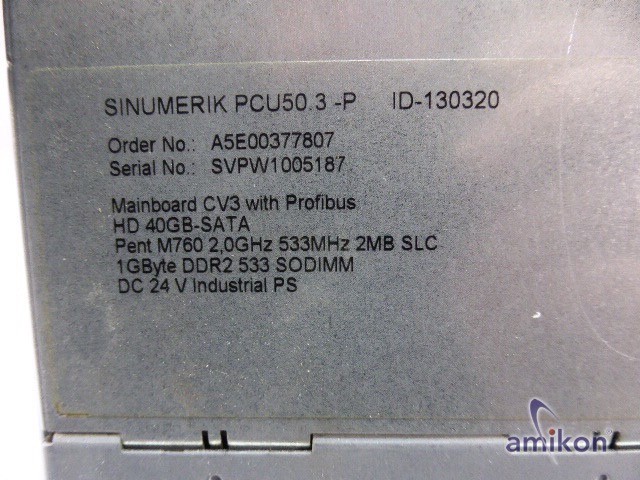 SINUMERIK PCU50.3 -P ID-130320
Order No.: A5E00377807
Serial No.: SVPW1005187
Mainboard CV3 with Profibus
HD 40GB-SATA
Pent M760 2,0GHz 533MHz 2MB SLC
1GByte DDR2 533 SODIMM
DC 24 V Industrial PS
amikon